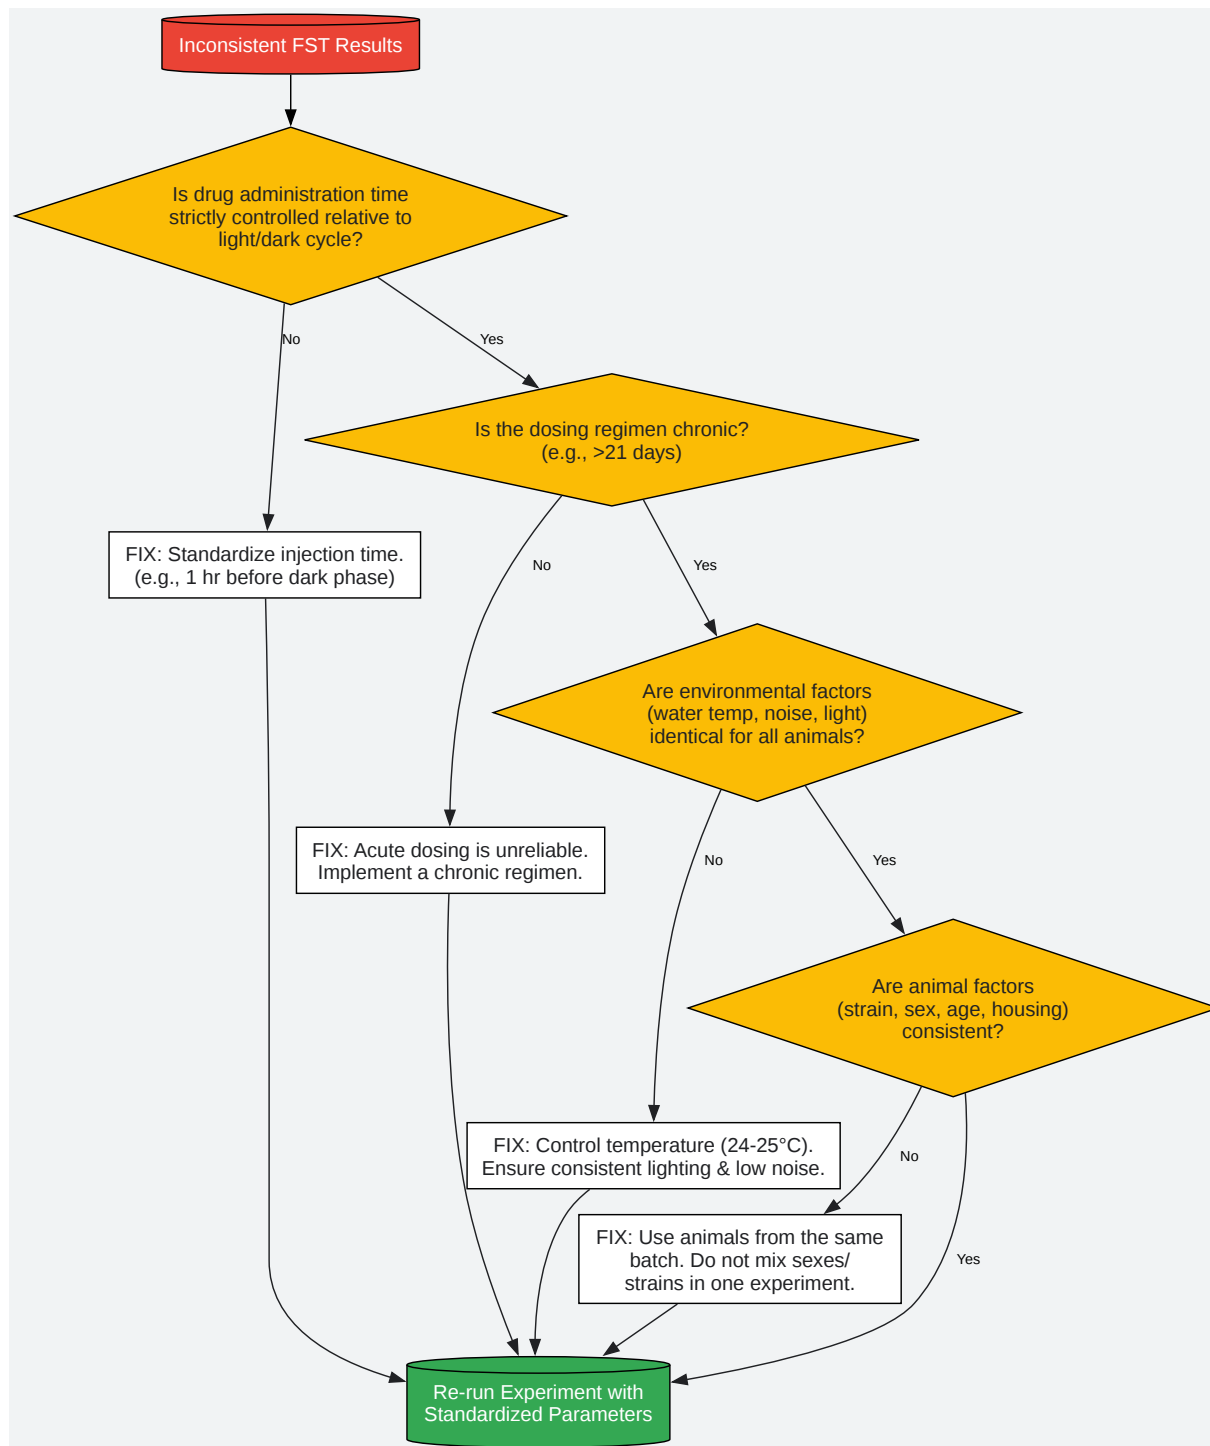 Inconsistent FST Results
Is drug administration time
strictly controlled relative to
light/dark cycle?
No
Yes
Is the dosing regimen chronic?
(e.g., >21 days)
FIX: Standardize injection time.
(e.g., 1 hr before dark phase)
No
Yes
Are environmental factors
(water temp, noise, light)
identical for all animals?
FIX: Acute dosing is unreliable.
Implement a chronic regimen.
No
Yes
Are animal factors
(strain, sex, age, housing)
consistent?
FIX: Control temperature (24-25°C).
Ensure consistent lighting & low noise.
No
FIX: Use animals from the same
batch. Do not mix sexes/
strains in one experiment.
Yes
Re-run Experiment with
Standardized Parameters